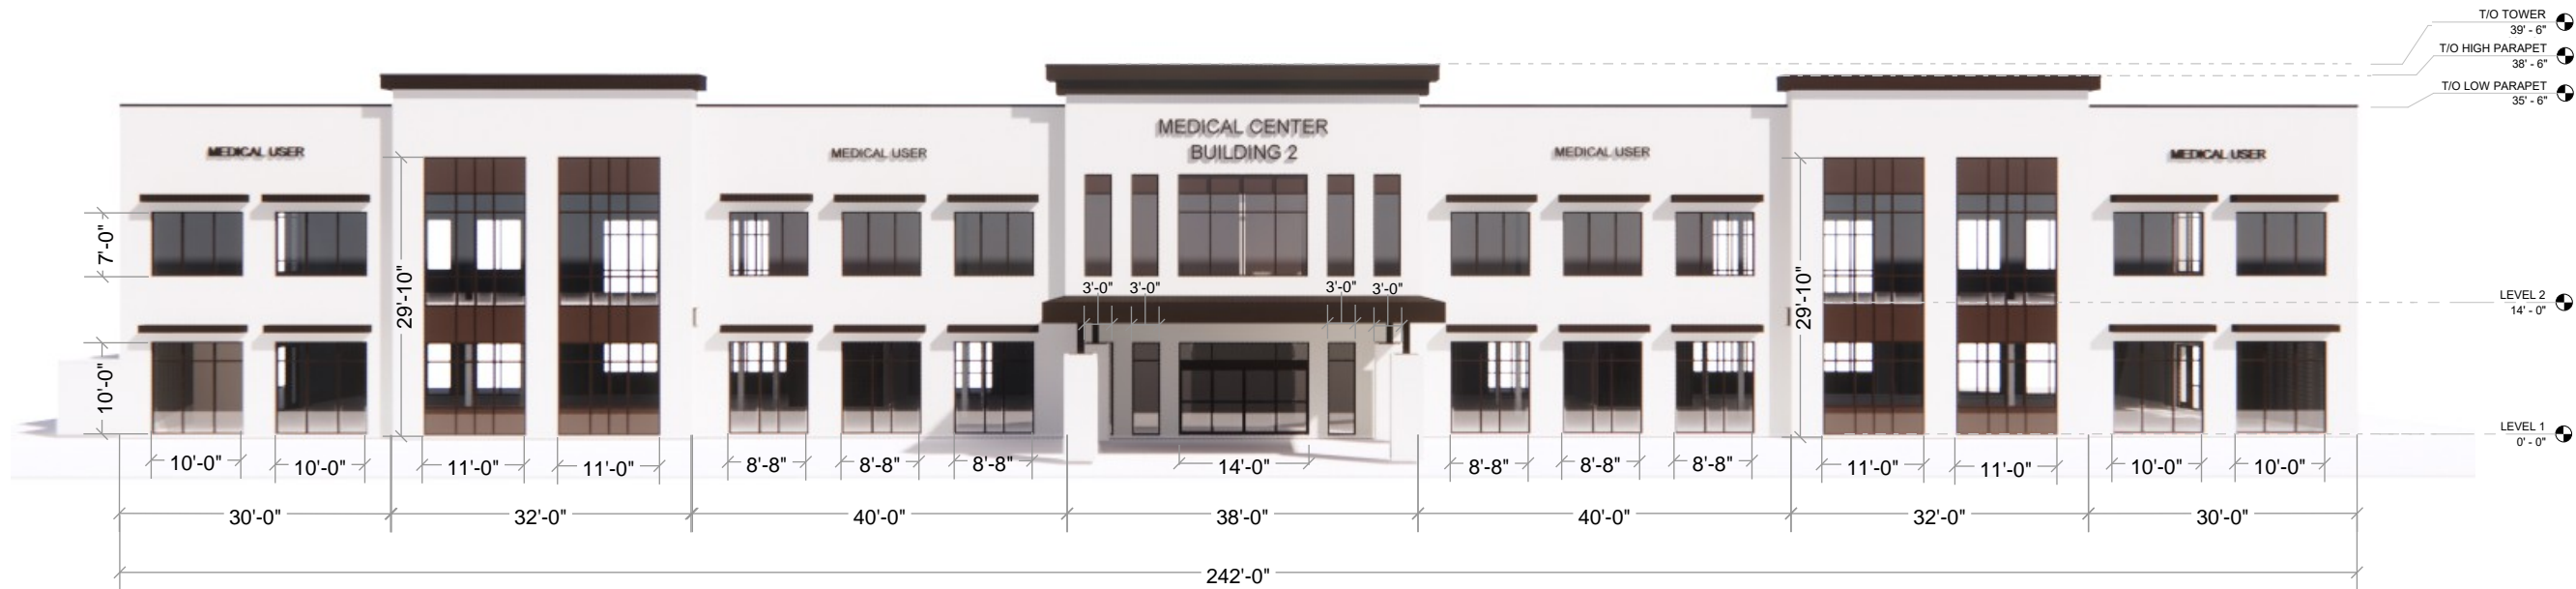 T/O TOWER
39' - 6"
T/O HIGH PARAPET
38' - 6"
T/O LOW PARAPET
35' - 6"
MEDICAL CENTER
BUILDING 2
MEDICAL USER
MEDICAL USER
MEDICAL USER
MEDICAL USER
7'-0"
29'-10"
3'-0"
3'-0"
3'-0"
3'-0"
29'-10"
LEVEL 2
14' - 0"
10'-0"
LEVEL 1
0' - 0"
10'-0"
10'-0"
11'-0"
11'-0"
8'-8"
8'-8"
8'-8"
14'-0"
8'-8"
8'-8"
8'-8"
11'-0"
11'-0"
10'-0"
10'-0"
30'-0"
32'-0"
40'-0"
38'-0"
40'-0"
32'-0"
30'-0"
242'-0"